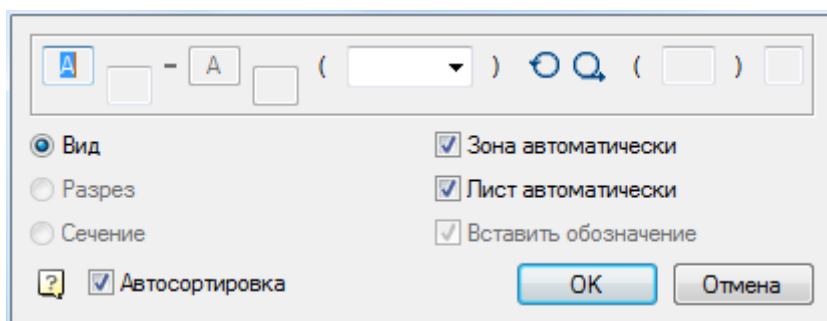 A - A ( ) ( )
Вид
Зона автоматически
Разрез
Лист автоматически
Сечение
Вставить обозначение
? Автосортировка
OK
Отмена